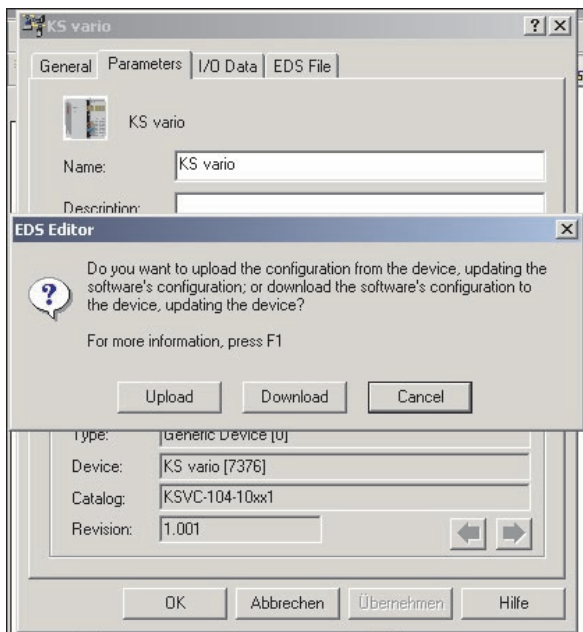 KS vario
General Parameters I/O Data EDS File
KS vario
Name: KS vario
Description:
EDS Editor
Do you want to upload the configuration from the device, updating the
software's configuration; or download the software's configuration to
the device, updating the device?
For more information, press F1
Upload Download Cancel
Type: Generic Device [0]
Device: KS vario [7376]
Catalog: KSVC-104-10xx1
Revision: 1.001
OK Abbrechen Übernehmen Hilfe